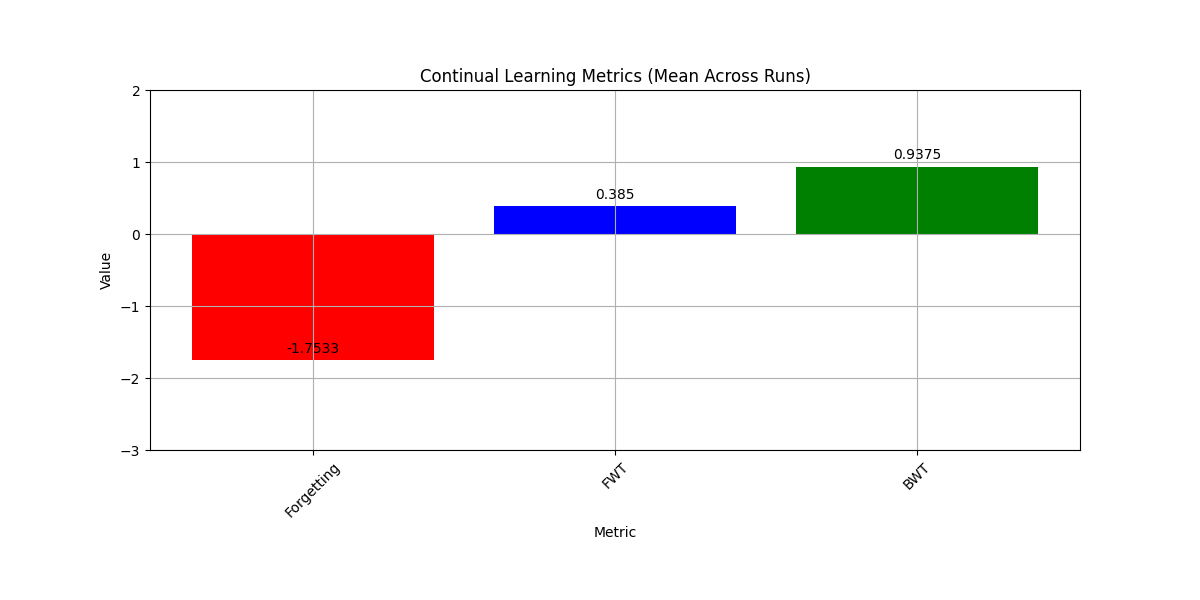 Continual Learning Metrics (Mean Across Runs)
2
1
0
−1
−2
−3
Value
-1.7533
0.385
0.9375
Forgetting
FWT
BWT
Metric